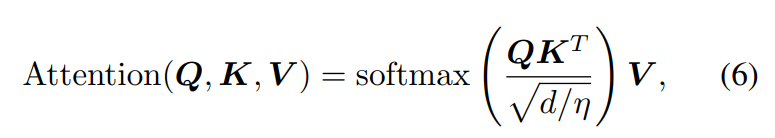 Attention(Q, K, V) = softmax(QK^T / √(d/η)) V, (6)